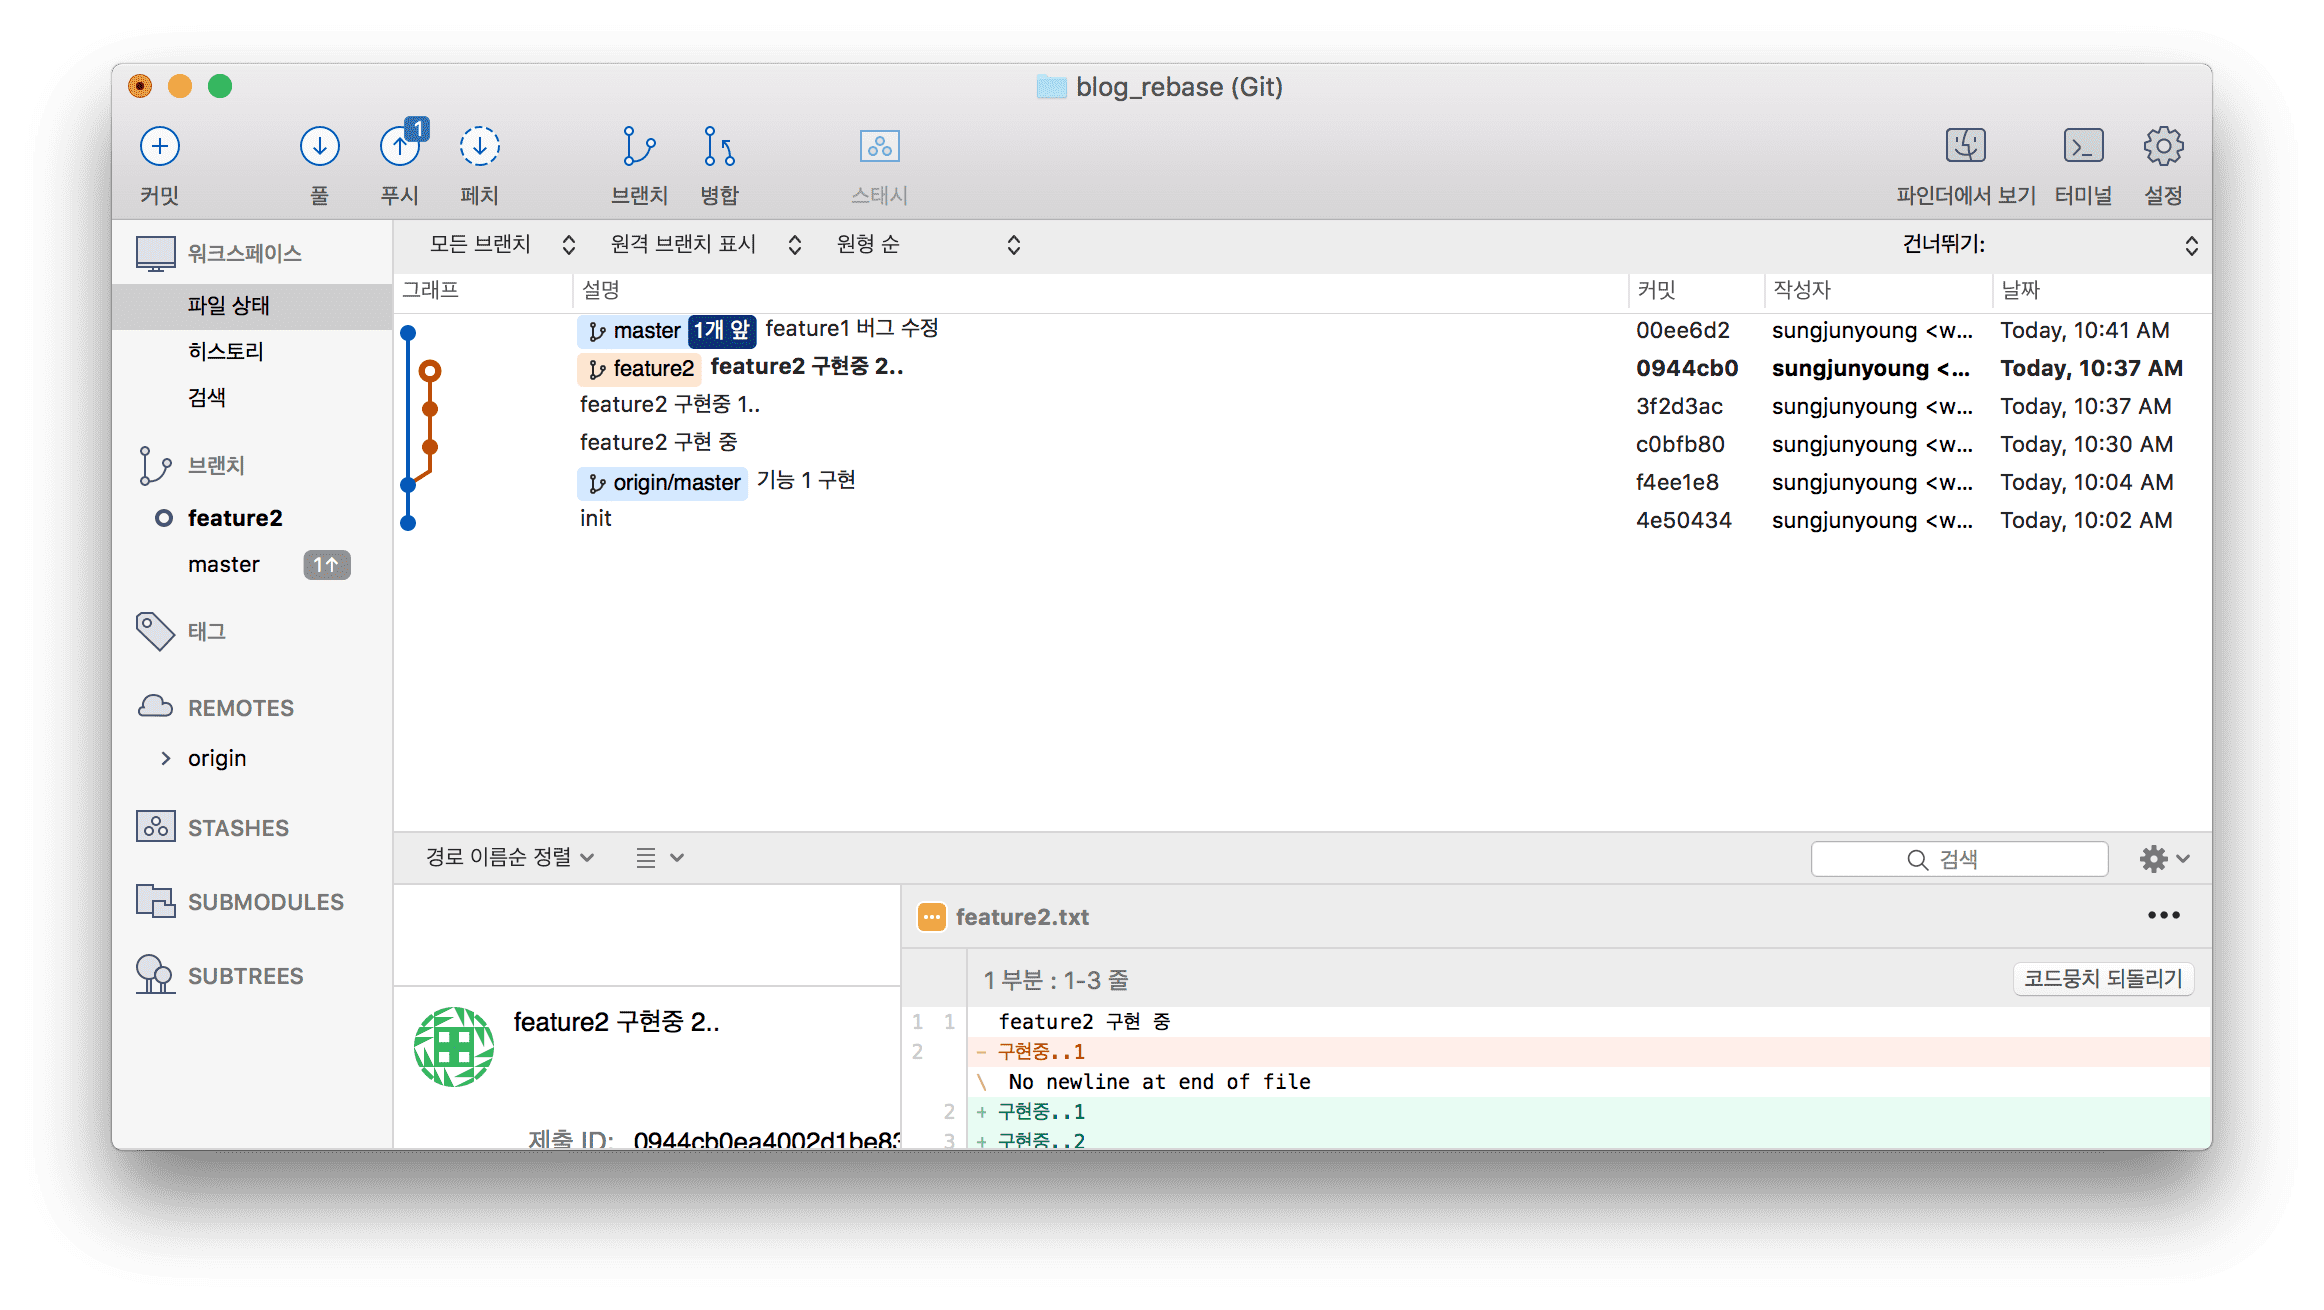 blog_rebase (Git)
커밋 풀 1 푸시 페치 브랜치 병합 스태시 파인더에서 보기 터미널 설정
워크스페이스
파일 상태
히스토리
검색
브랜치
feature2
master 1↑
태그
REMOTES
origin
STASHES
SUBMODULES
SUBTREES
모든 브랜치 원격 브랜치 표시 원형 순 건너뛰기:
그래프 설명 커밋 작성자 날짜
master 1개 앞 feature1 버그 수정 00ee6d2 sungjunyoung <w... Today, 10:41 AM
feature2 feature2 구현중 2.. 0944cb0 sungjunyoung <... Today, 10:37 AM
feature2 구현중 1.. 3f2d3ac sungjunyoung <w... Today, 10:37 AM
feature2 구현 중 c0bfb80 sungjunyoung <w... Today, 10:30 AM
origin/master 기능 1 구현 f4ee1e8 sungjunyoung <w... Today, 10:04 AM
init 4e50434 sungjunyoung <w... Today, 10:02 AM
경로 이름순 정렬 검색
feature2 구현중 2..
제출 ID: 0944cb0ea4002d1be83
feature2.txt
1 부분 : 1-3 줄 코드뭉치 되돌리기
1 1 feature2 구현 중
2 - 구현중..1
\ No newline at end of file
2 + 구현중..1
3 + 구현중..2